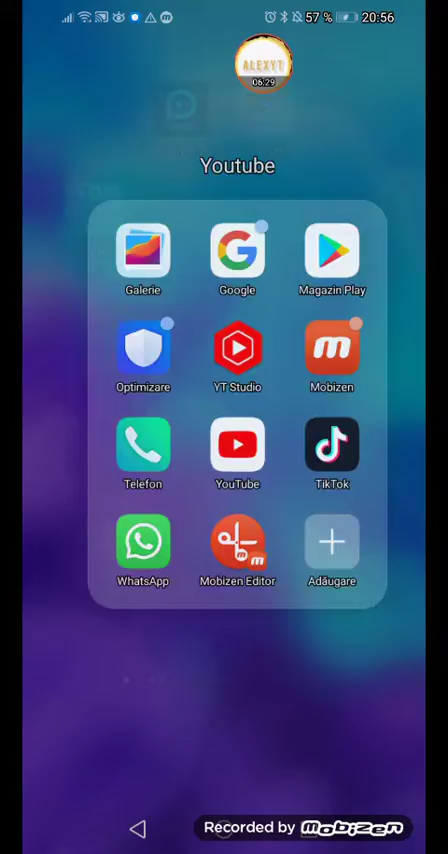 57 % 20:56
ALEXYT
06:29
Youtube
Galerie Google Magazin Play
Optimizare YT Studio Mobizen
Telefon YouTube TikTok
WhatsApp Mobizen Editor Adăugare
Recorded by mobizen